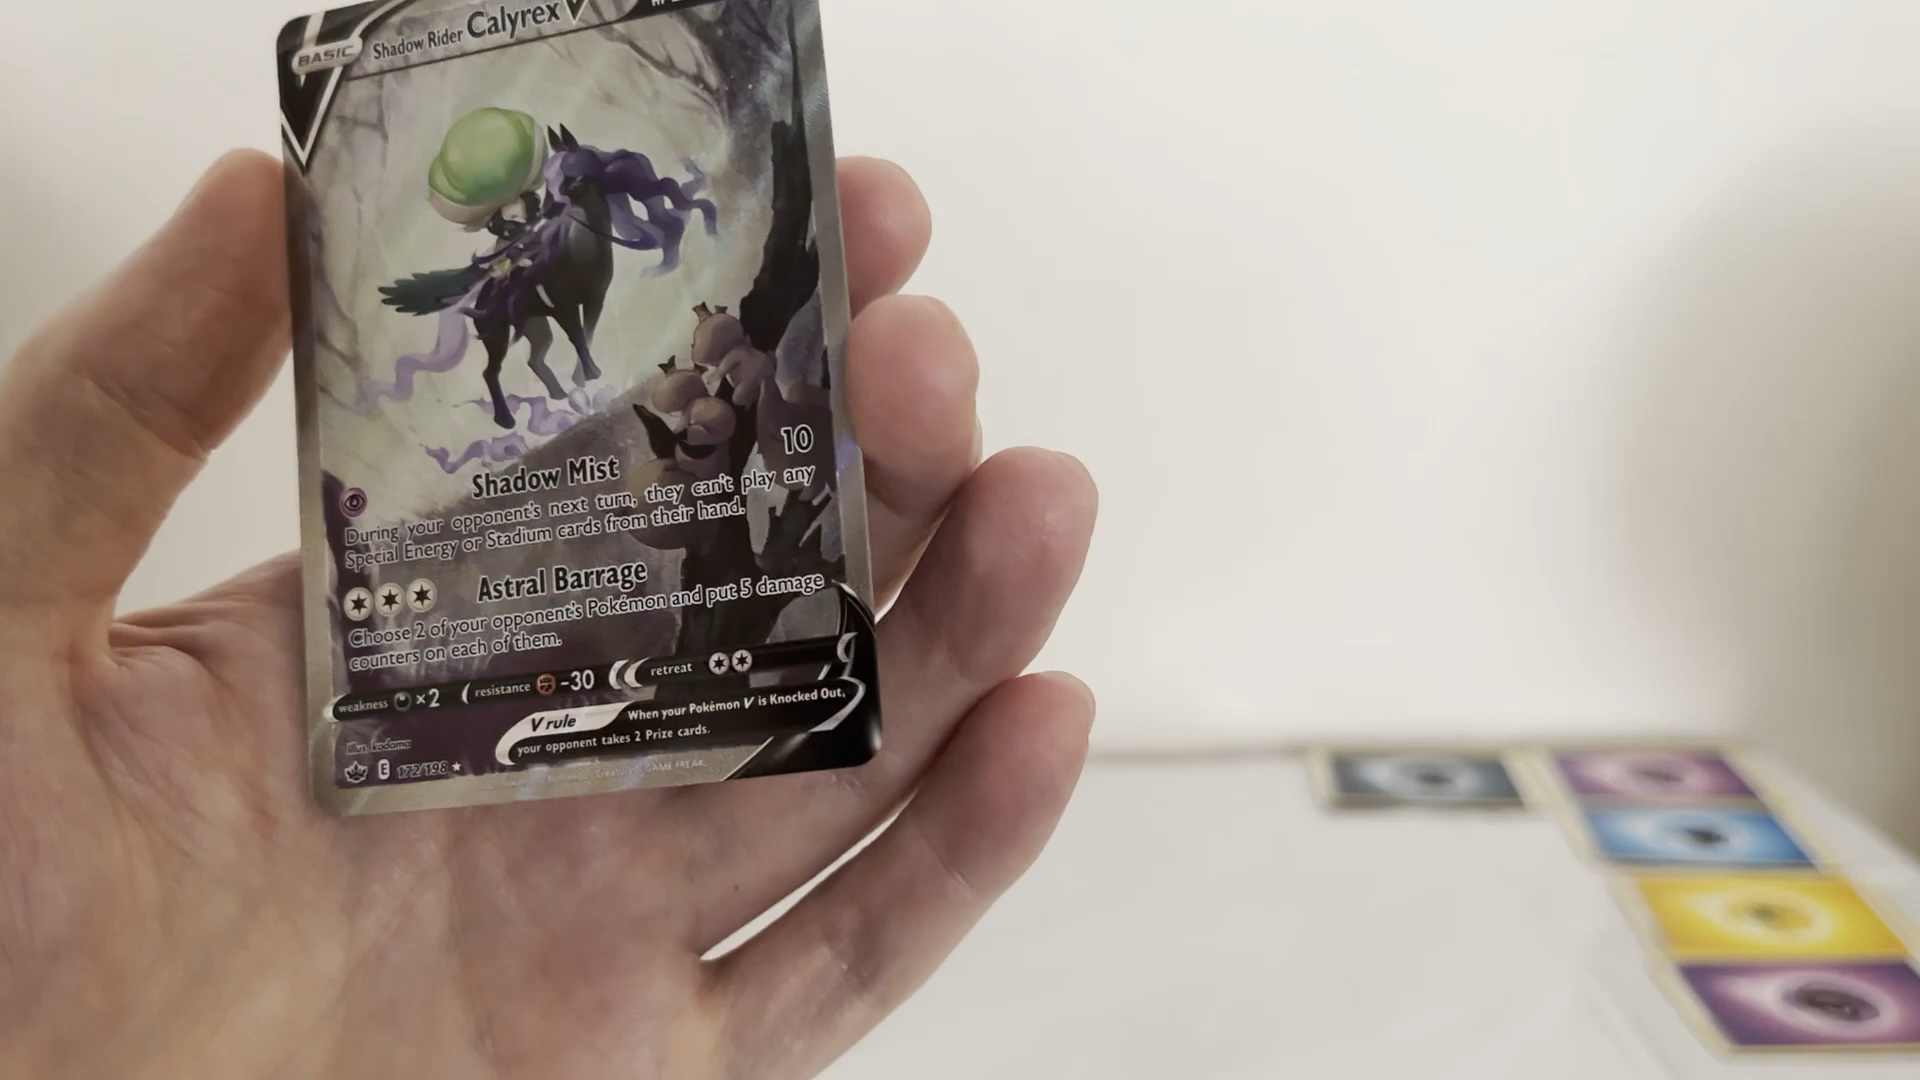 BASIC Shadow Rider Calyrex V
10
Shadow Mist
During your opponent's next turn, they can't play any
Special Energy or Stadium cards from their hand.
Astral Barrage
Choose 2 of your opponent's Pokémon and put 5 damage
counters on each of them.
weakness ×2 resistance -30 retreat
V rule When your Pokémon V is Knocked Out,
your opponent takes 2 Prize cards.
illus. kodama
E 172/198
GAME FREAK